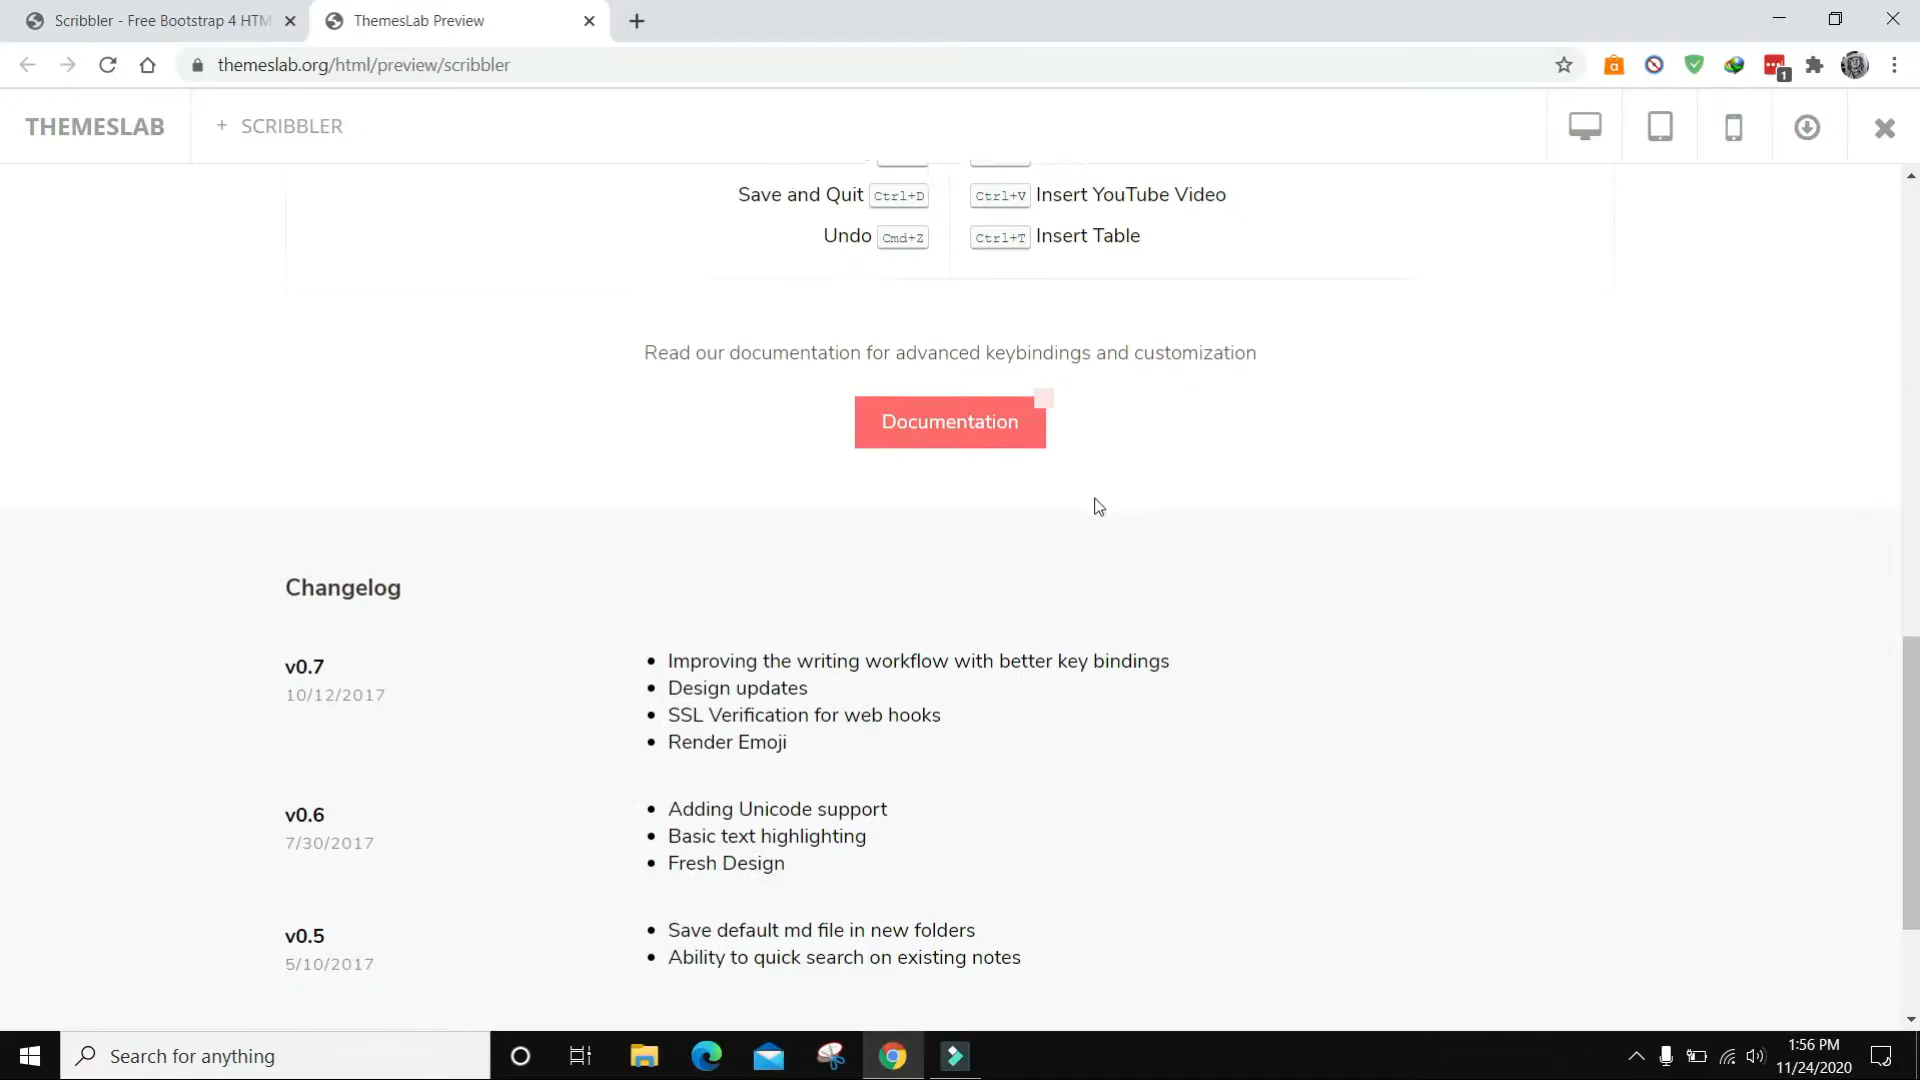 Scribbler - Free Bootstrap 4 HTM
ThemesLab Preview
themeslab.org/html/preview/scribbler
1
THEMESLAB
+ SCRIBBLER
Save and Quit Ctrl+D
Ctrl+V Insert YouTube Video
Undo Cmd+Z
Ctrl+T Insert Table
Read our documentation for advanced keybindings and customization
Documentation
Changelog
v0.7
10/12/2017
• Improving the writing workflow with better key bindings
• Design updates
• SSL Verification for web hooks
• Render Emoji
v0.6
7/30/2017
• Adding Unicode support
• Basic text highlighting
• Fresh Design
v0.5
5/10/2017
• Save default md file in new folders
• Ability to quick search on existing notes
Search for anything
1:56 PM
11/24/2020